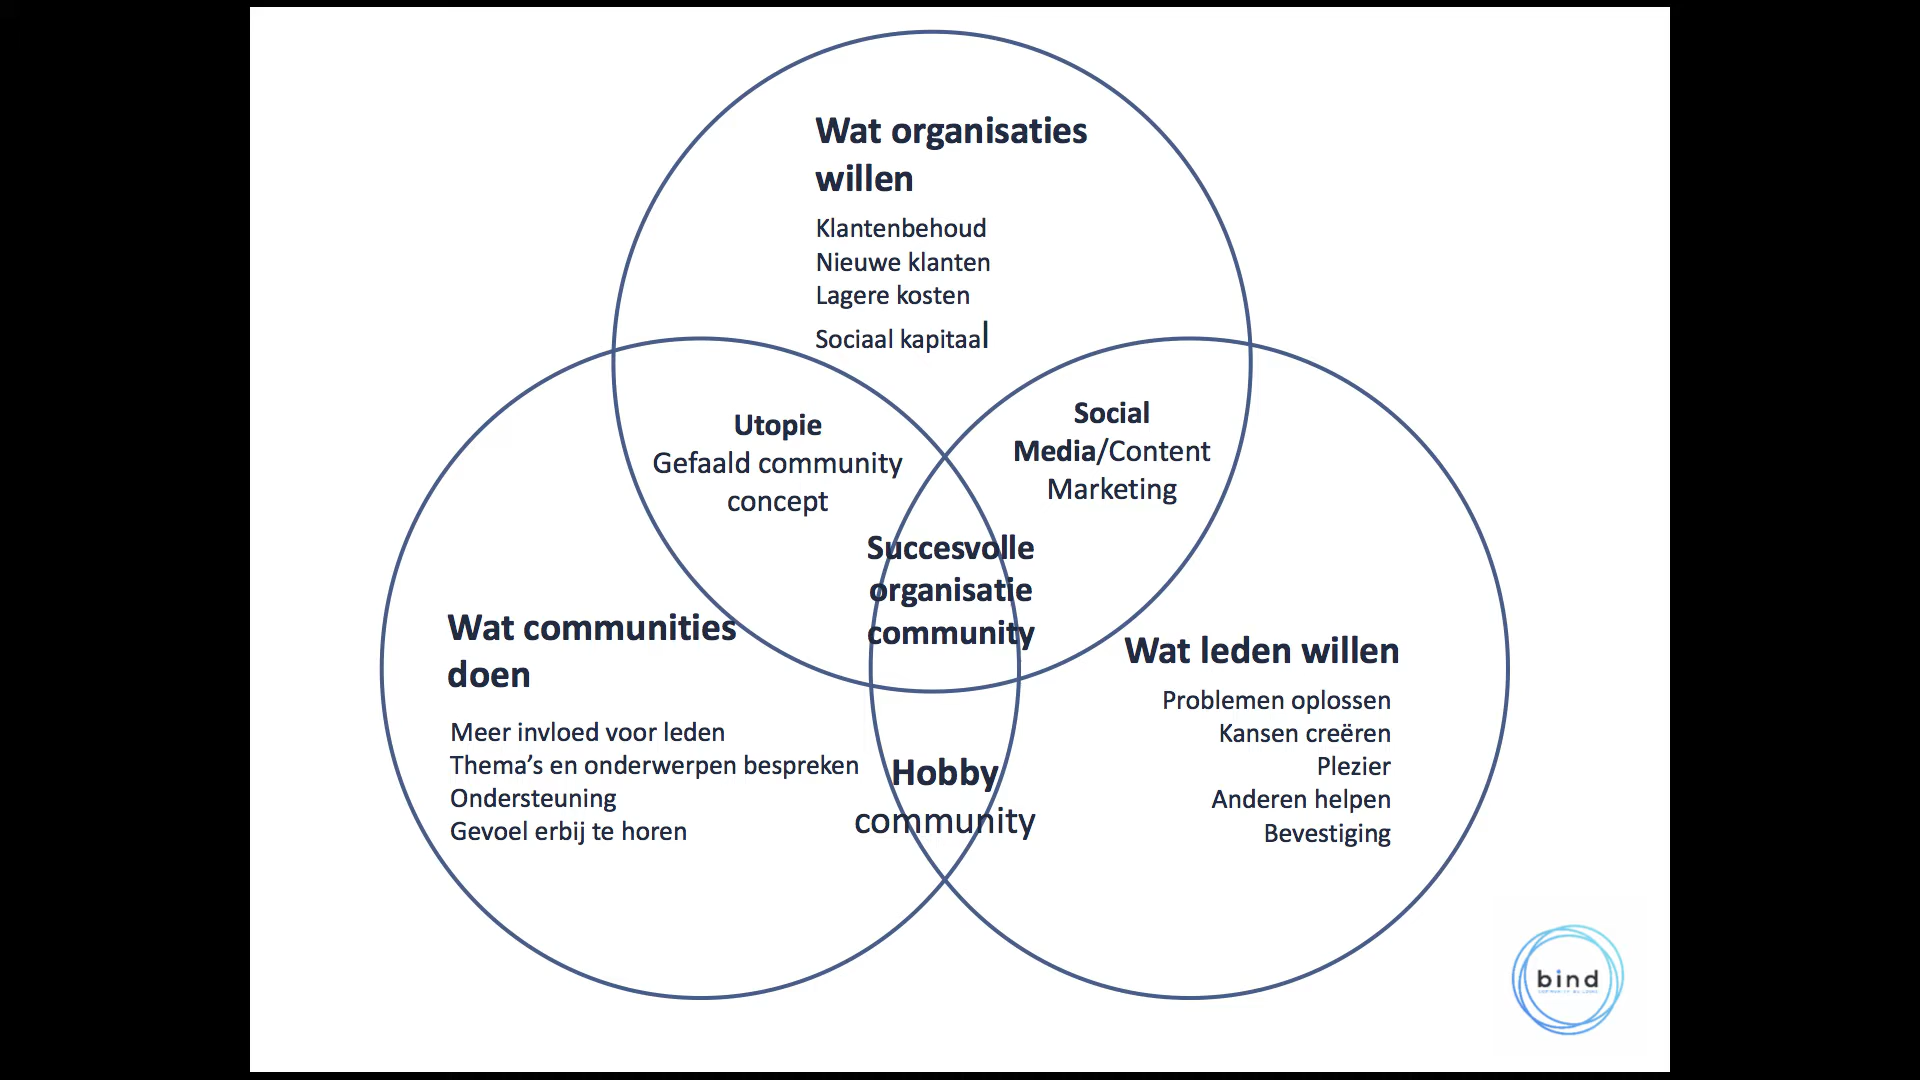 Wat organisaties
willen
Klantenbehoud
Nieuwe klanten
Lagere kosten
Sociaal kapitaal
Utopie
Gefaald community
concept
Social
Media/Content
Marketing
Succesvolle
organisatie
community
Wat communities
doen
Meer invloed voor leden
Thema’s en onderwerpen bespreken
Ondersteuning
Gevoel erbij te horen
Wat leden willen
Problemen oplossen
Kansen creëren
Plezier
Anderen helpen
Bevestiging
Hobby
community
bind